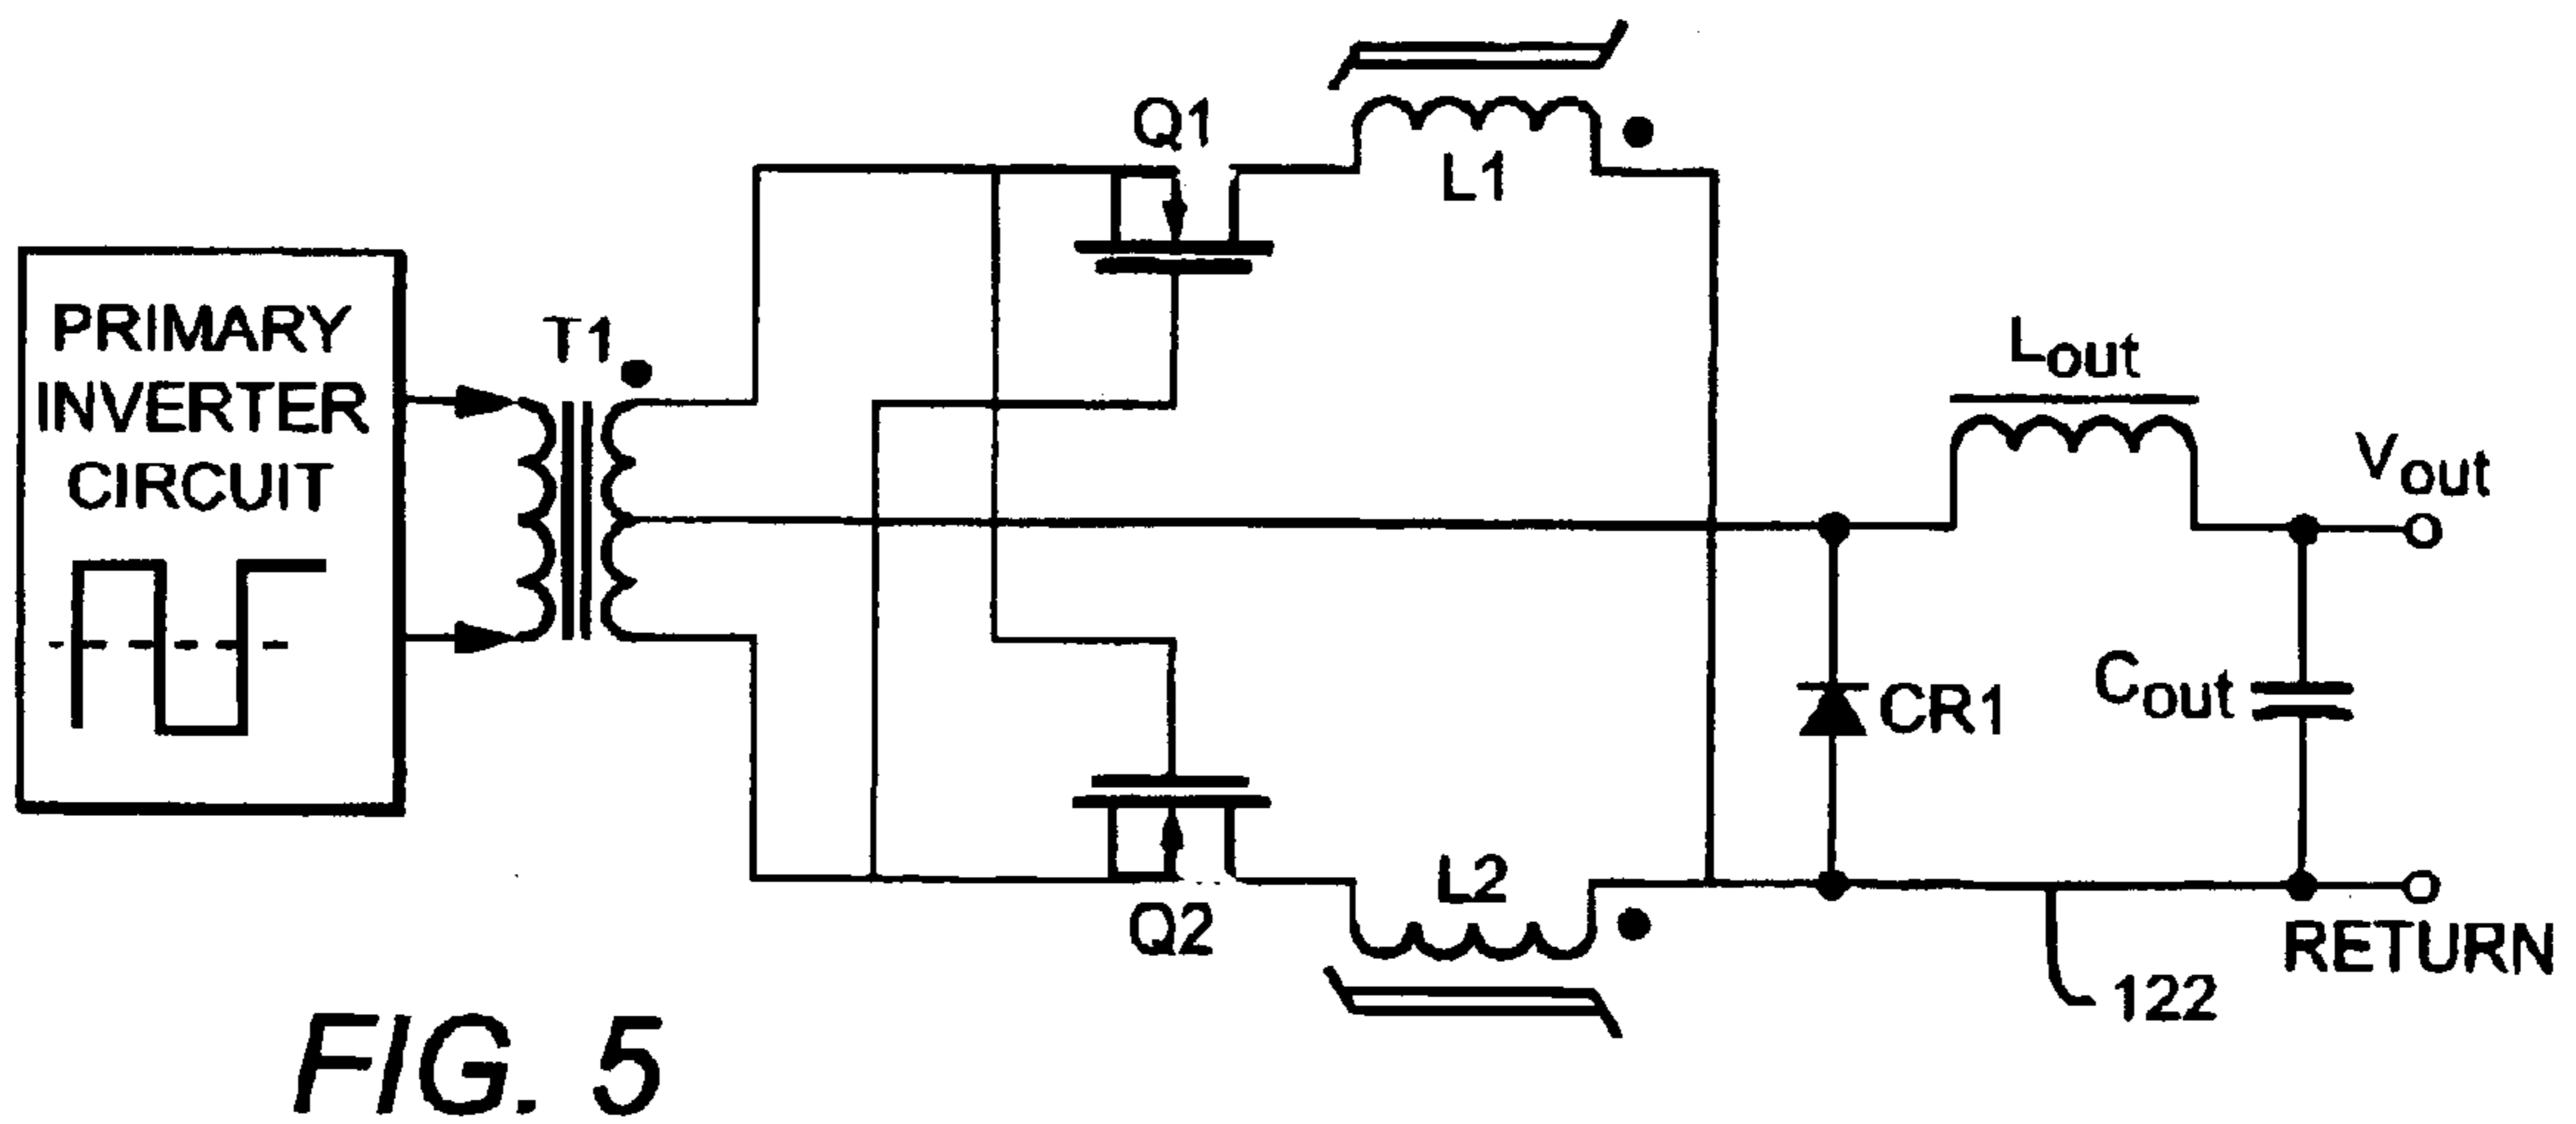 PRIMARY
INVERTER
CIRCUIT
T1
Q1
L1
Q2
L2
CR1
Lout
Vout
Cout
RETURN
122
FIG. 5